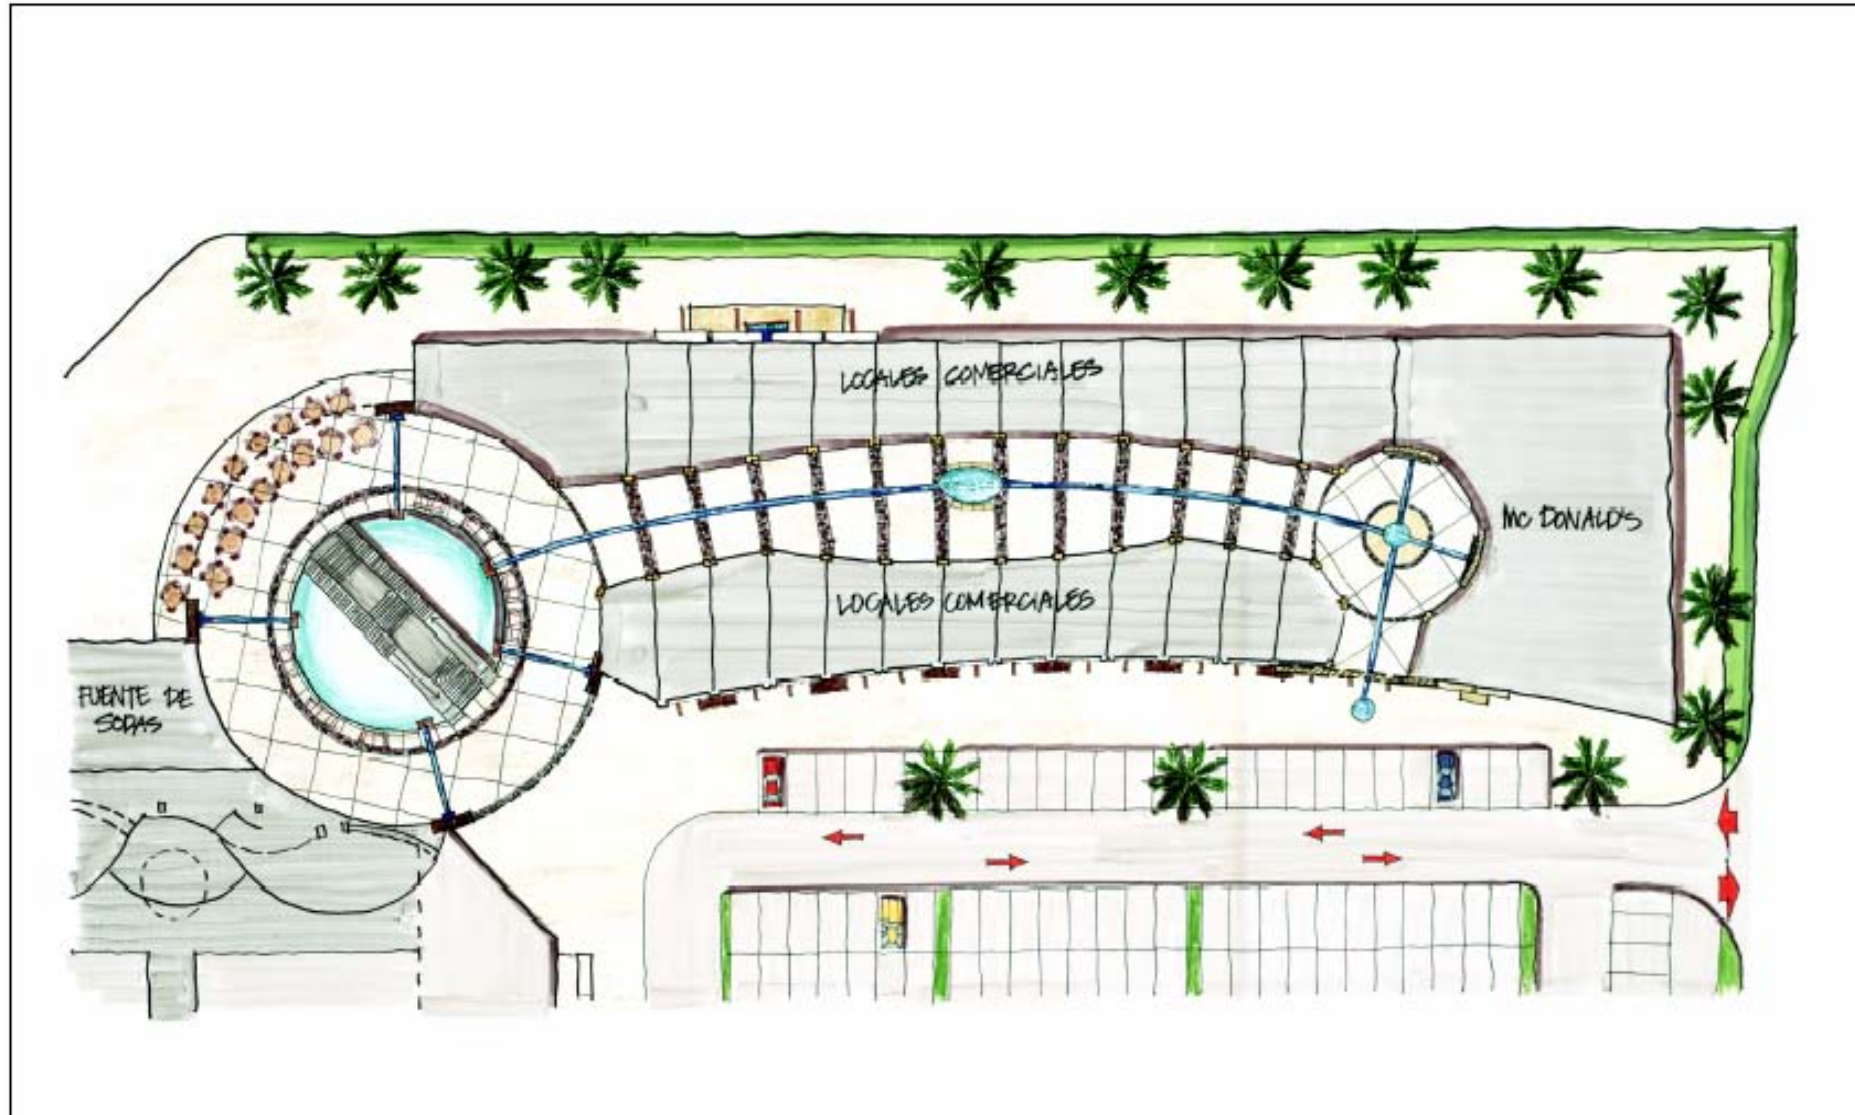 LOCALES COMERCIALES
MC DONALD'S
LOCALES COMERCIALES
FUENTE DE
SODAS